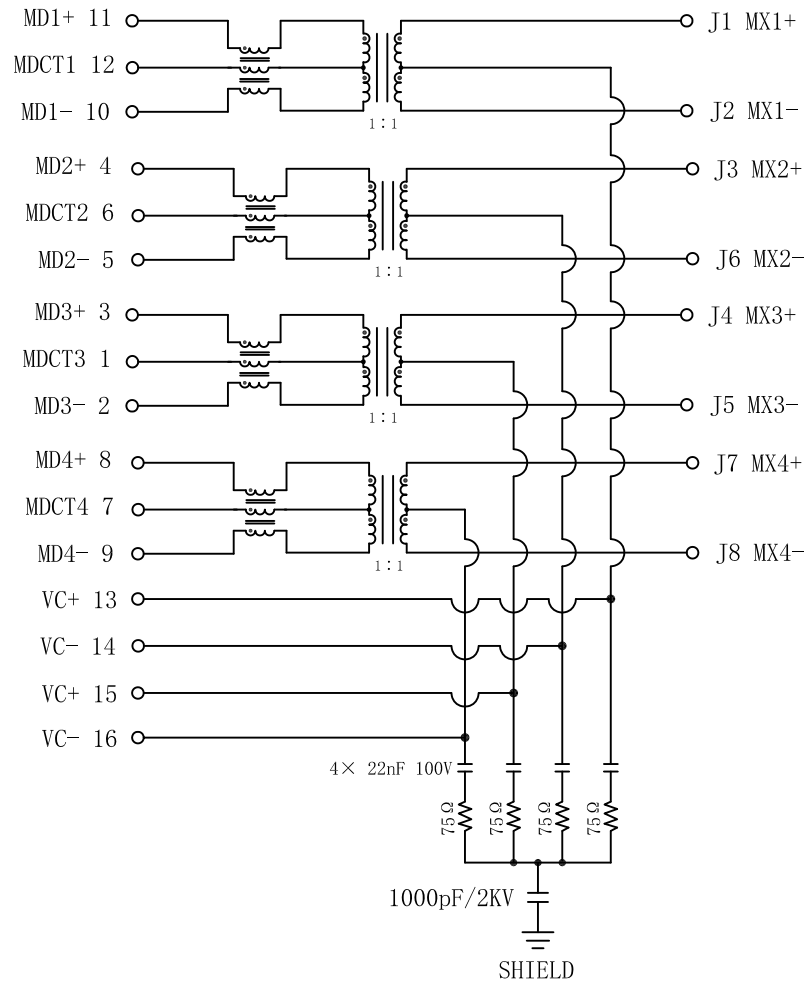 MD1+ 11
J1 MX1+
MDCT1 12
MD1- 10
J2 MX1-
1:1
MD2+ 4
J3 MX2+
MDCT2 6
MD2- 5
J6 MX2-
1:1
MD3+ 3
J4 MX3+
MDCT3 1
MD3- 2
J5 MX3-
1:1
MD4+ 8
J7 MX4+
MDCT4 7
MD4- 9
J8 MX4-
1:1
VC+ 13
VC- 14
VC+ 15
VC- 16
4× 22nF 100V
75Ω
75Ω
75Ω
75Ω
1000pF/2KV
SHIELD